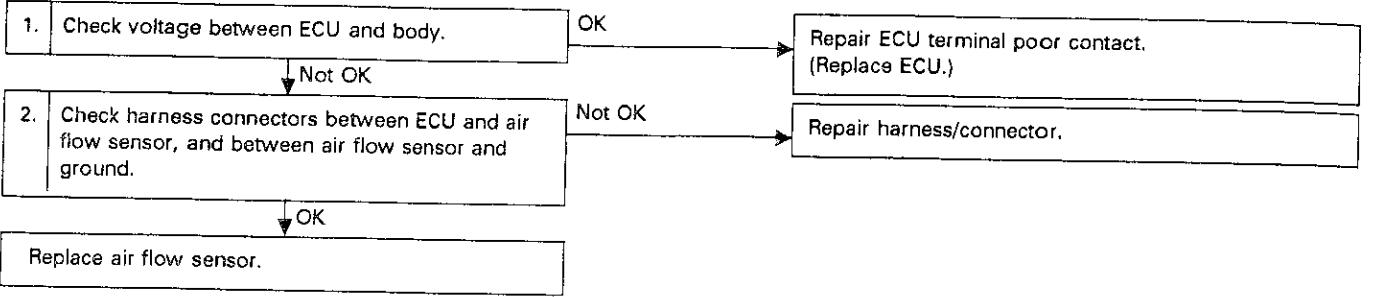 1. Check voltage between ECU and body.
OK
Repair ECU terminal poor contact.
(Replace ECU.)
Not OK
2. Check harness connectors between ECU and air
flow sensor, and between air flow sensor and
ground.
Not OK
Repair harness/connector.
OK
Replace air flow sensor.